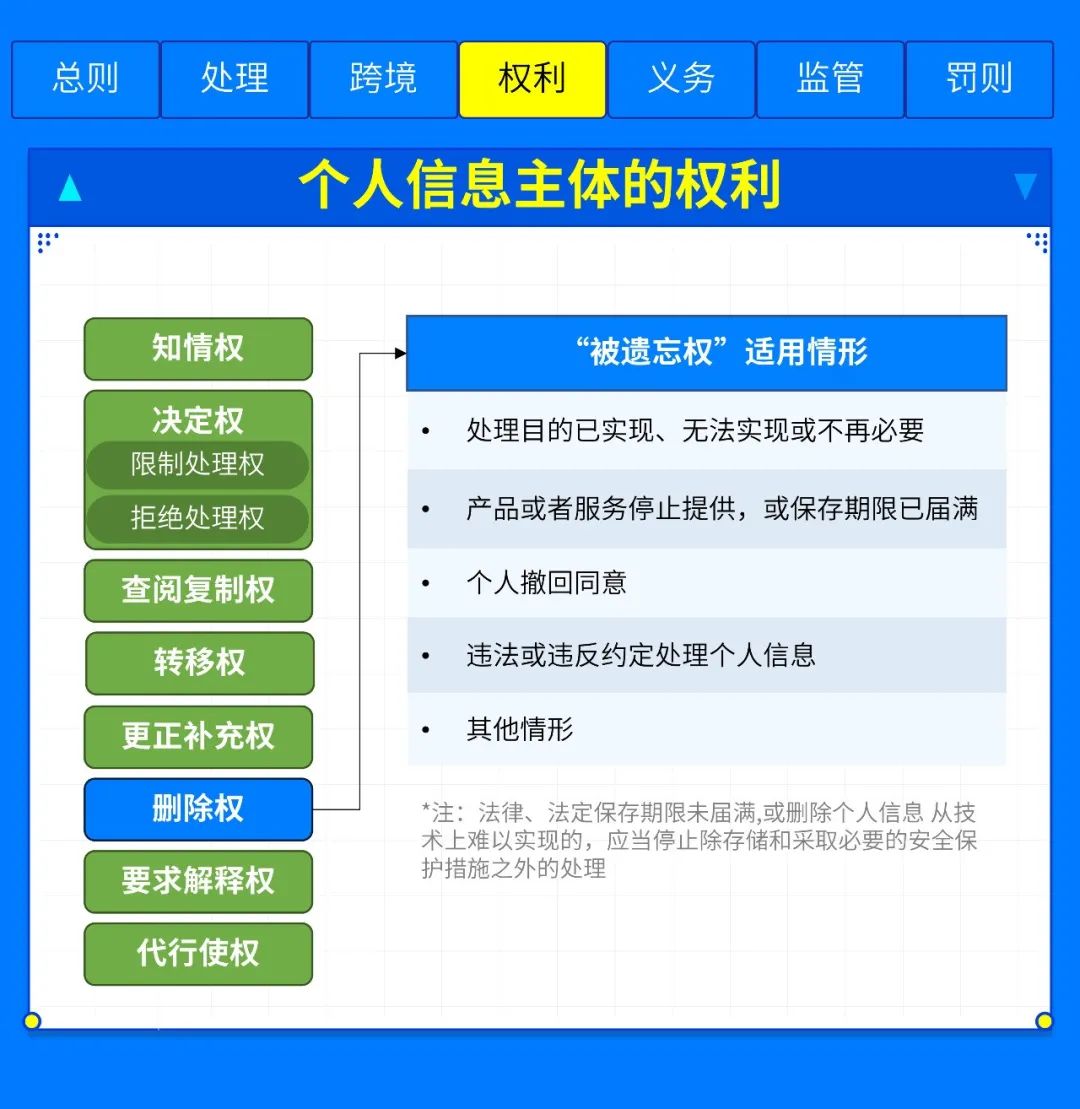 总则
处理
跨境
权利
义务
监管
罚则
个人信息主体的权利
知情权
决定权
限制处理权
拒绝处理权
查阅复制权
转移权
更正补充权
删除权
要求解释权
代行使权
“被遗忘权”适用情形
• 处理目的已实现、无法实现或不再必要
• 产品或者服务停止提供，或保存期限已届满
• 个人撤回同意
• 违法或违反约定处理个人信息
• 其他情形
*注：法律、法定保存期限未届满,或删除个人信息 从技
术上难以实现的，应当停止除存储和采取必要的安全保
护措施之外的处理